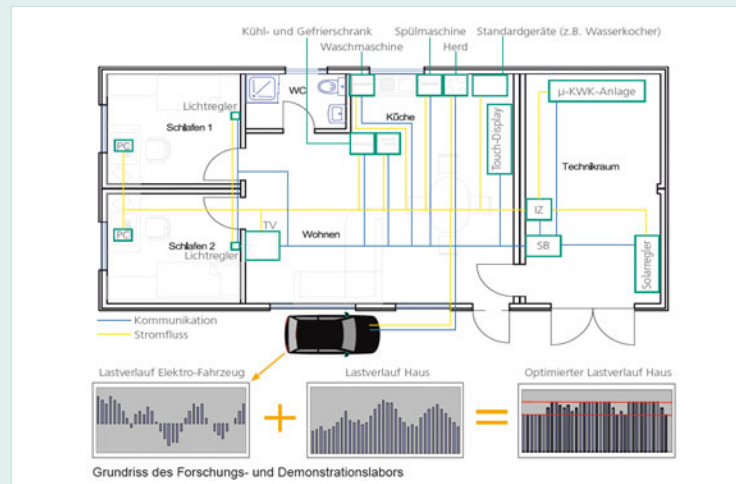 Kühl- und Gefrierschrank
Waschmaschine
Spülmaschine
Herd
Standardgeräte (z.B. Wasserkocher)
WC
Küche
µ-KWK-Anlage
Lichtregler
Schlafen 1
PC
Touch-Display
Technikraum
IZ
PC
Schlafen 2
Lichtregler
TV
Wohnen
SB
Solarregler
Kommunikation
Stromfluss
Lastverlauf Elektro-Fahrzeug
Lastverlauf Haus
Optimierter Lastverlauf Haus
+
=
Grundriss des Forschungs- und Demonstrationslabors